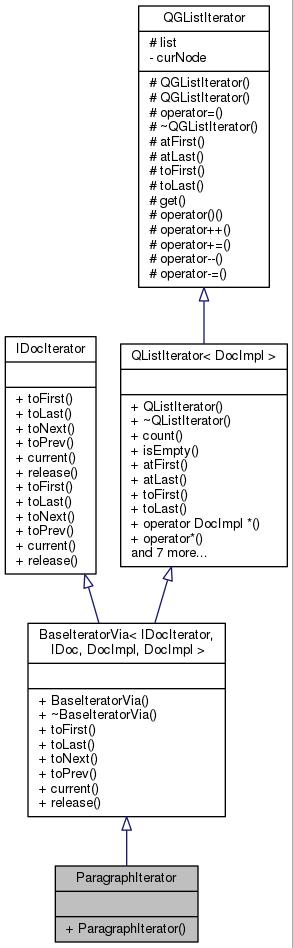 QGListIterator
# list
- curNode
# QGListIterator()
# QGListIterator()
# operator=()
# ~QGListIterator()
# atFirst()
# atLast()
# toFirst()
# toLast()
# get()
# operator()()
# operator++()
# operator+=()
# operator--()
# operator-=()
IDocIterator
+ toFirst()
+ toLast()
+ toNext()
+ toPrev()
+ current()
+ release()
+ toFirst()
+ toLast()
+ toNext()
+ toPrev()
+ current()
+ release()
QListIterator< DocImpl >
+ QListIterator()
+ ~QListIterator()
+ count()
+ isEmpty()
+ atFirst()
+ atLast()
+ toFirst()
+ toLast()
+ operator DocImpl *()
+ operator*()
and 7 more...
BaseIteratorVia< IDocIterator,
IDoc, DocImpl, DocImpl >
+ BaseIteratorVia()
+ ~BaseIteratorVia()
+ toFirst()
+ toLast()
+ toNext()
+ toPrev()
+ current()
+ release()
ParagraphIterator
+ ParagraphIterator()